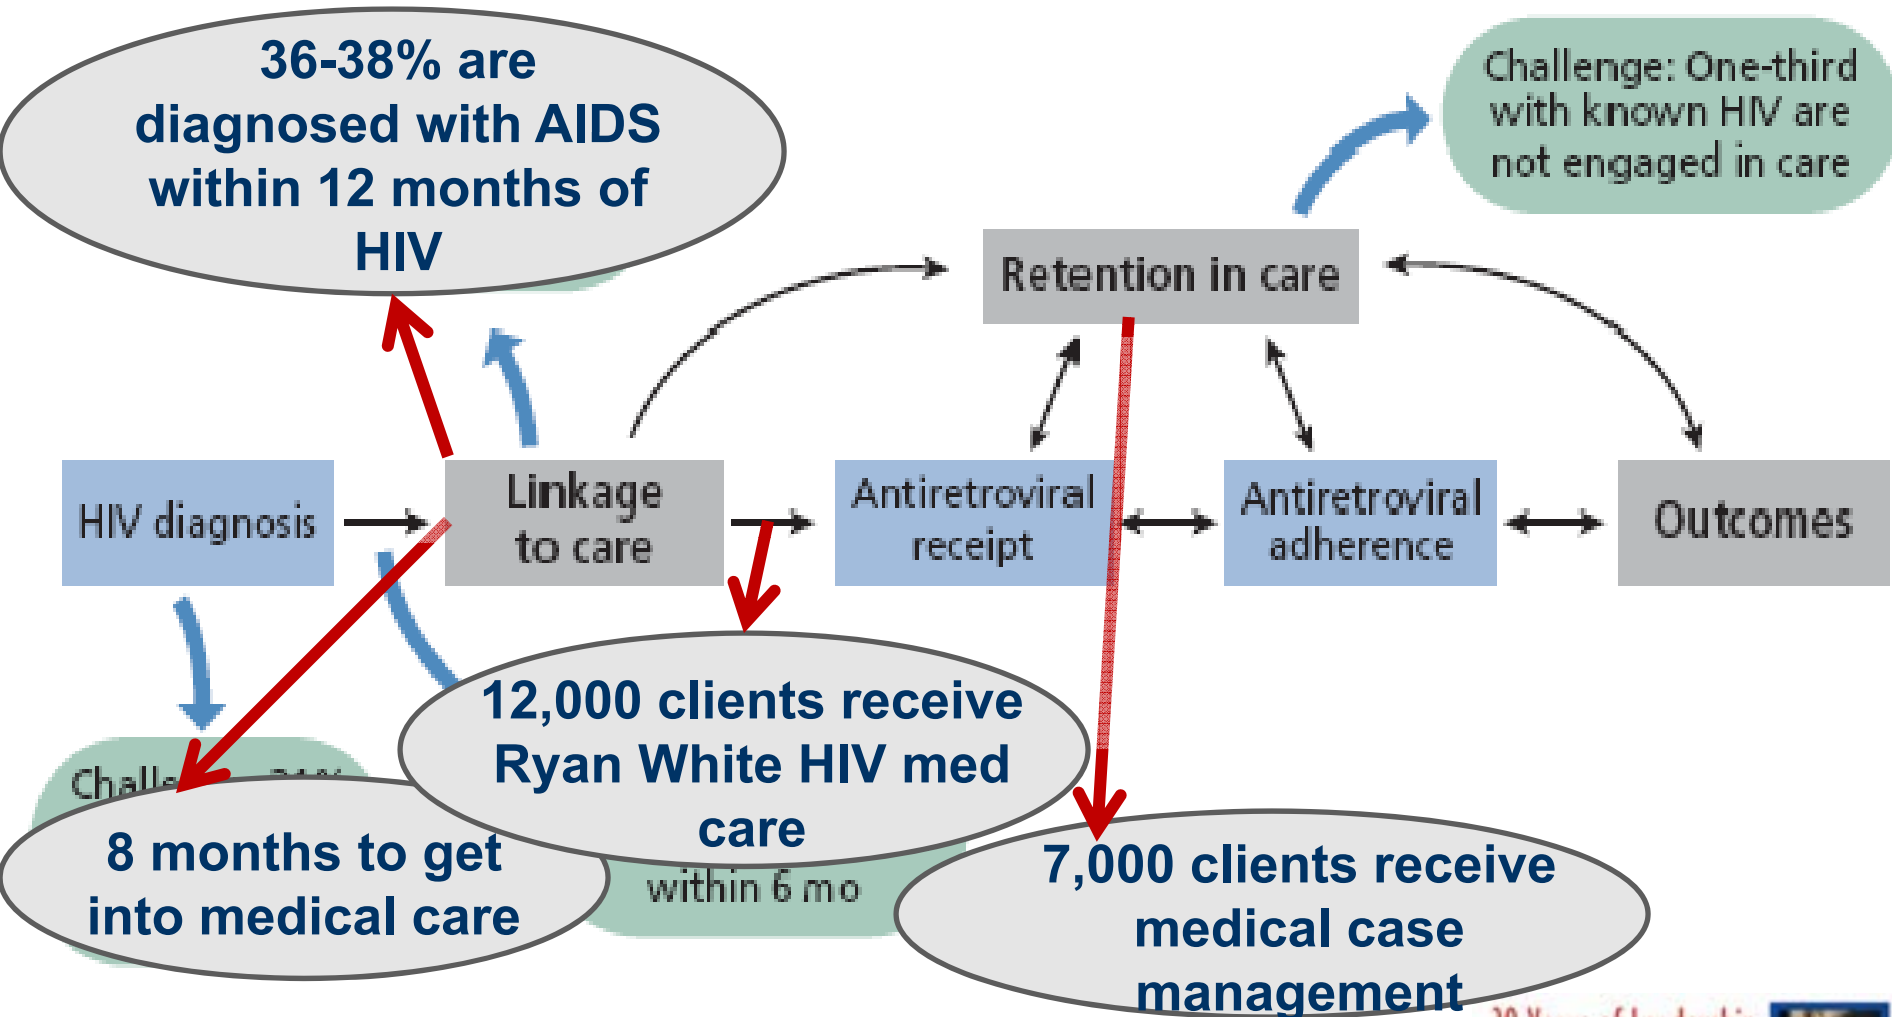 36-38% are
diagnosed with AIDS
within 12 months of
HIV
Challenge: One-third
with known HIV are
not engaged in care
Retention in care
HIV diagnosis
Linkage
to care
Antiretroviral
receipt
Antiretroviral
adherence
Outcomes
12,000 clients receive
Ryan White HIV med
care
8 months to get
into medical care
within 6 mo
7,000 clients receive
medical case
management